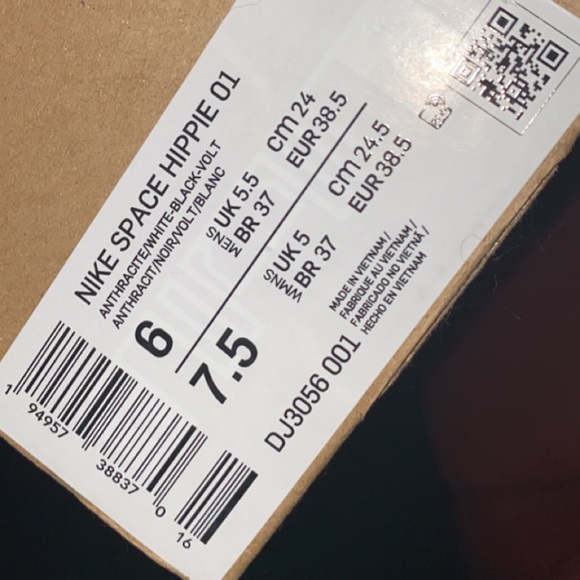 NIKE SPACE HIPPIE 01
ANTHRACITE/WHITE-BLACK-VOLT
ANTHRACIT/NOIR/VOLT/BLANC
6
MENS
UK 5.5
BR 37
cm 24
EUR 38.5
7.5
WMNS
UK 5
BR 37
cm 24.5
EUR 38.5
DJ3056 001
MADE IN VIETNAM /
FABRIQUE AU VIETNAM /
FABRICADO NO VIETNÃ /
HECHO EN VIETNAM
1 94957 38837 0 16